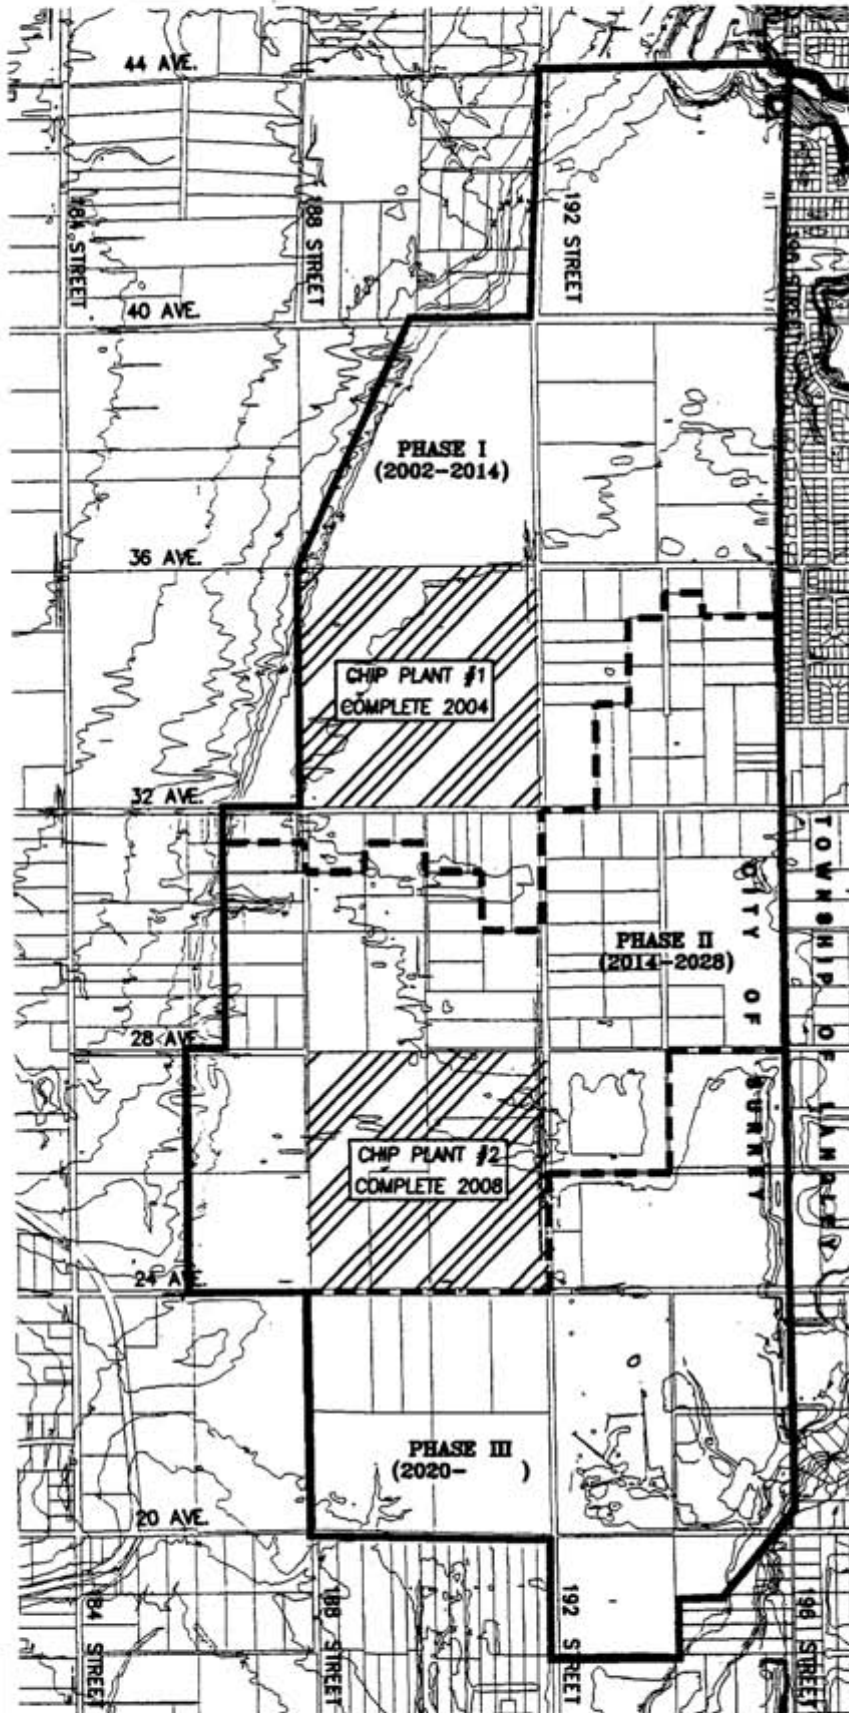 44 AVE.
184 STREET
188 STREET
192 STREET
196 STREET
40 AVE.
PHASE I
(2002-2014)
36 AVE.
CHIP PLANT #1
COMPLETE 2004
32 AVE.
TOWNSHIP OF LANGLEY
CITY OF SURREY
PHASE II
(2014-2028)
28 AVE.
CHIP PLANT #2
COMPLETE 2008
24 AVE.
PHASE III
(2020- )
20 AVE.
184 STREET
188 STREET
192 STREET
196 STREET